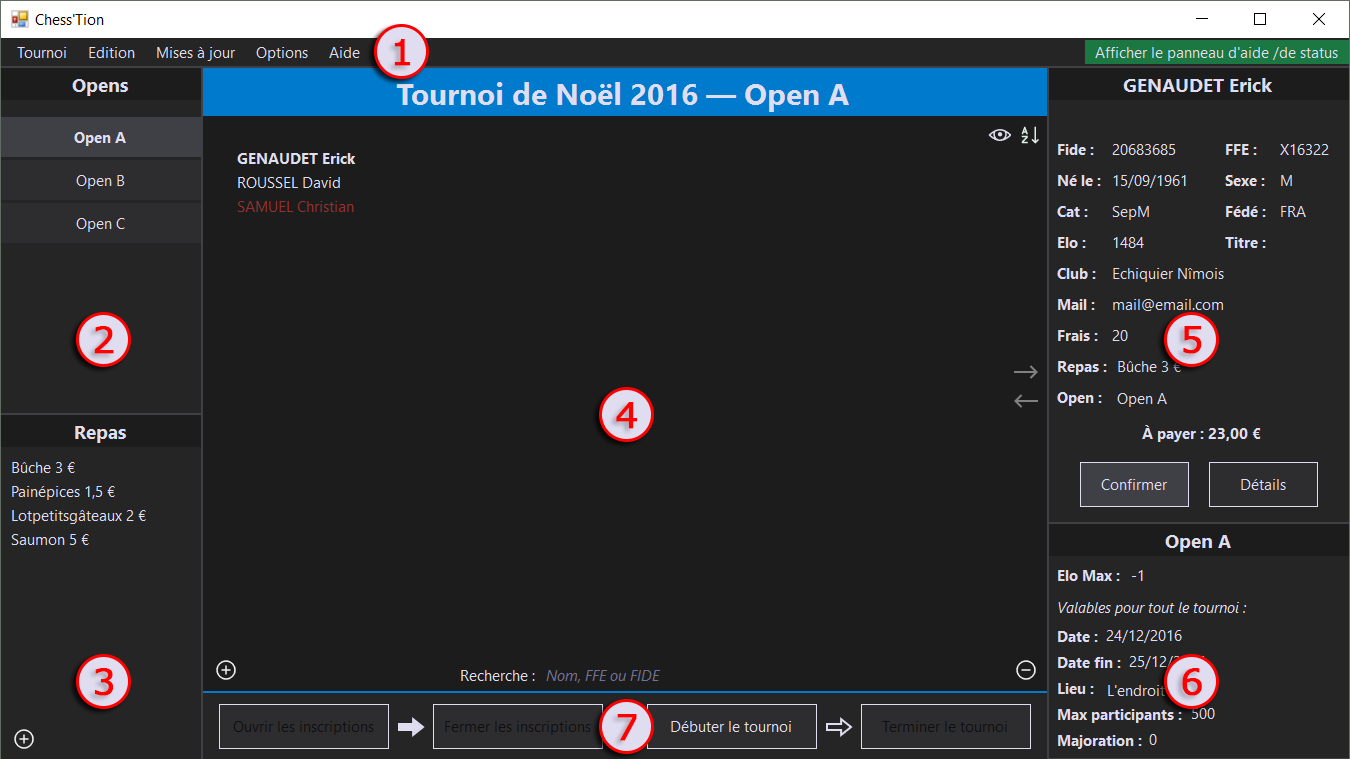 Chess'Tion
Tournoi Edition Mises à jour Options Aide 1 Afficher le panneau d'aide /de status
Opens
Open A
Open B
Open C
2
Repas
Bûche 3 €
Painépices 1,5 €
Lotpetitsgâteaux 2 €
Saumon 5 €
3
Tournoi de Noël 2016 — Open A
A
Z
GENAUDET Erick
ROUSSEL David
SAMUEL Christian
4
Recherche : Nom, FFE ou FIDE
Ouvrir les inscriptions Fermer les inscriptions 7 Débuter le tournoi Terminer le tournoi
GENAUDET Erick
Fide : 20683685 FFE : X16322
Né le : 15/09/1961 Sexe : M
Cat : SepM Fédé : FRA
Elo : 1484 Titre :
Club : Echiquier Nîmois
Mail : mail@email.com
Frais : 20 5
Repas : Bûche 3 €
Open : Open A
À payer : 23,00 €
Confirmer Détails
Open A
Elo Max : -1
Valables pour tout le tournoi :
Date : 24/12/2016
Date fin : 25/12/
Lieu : L'endroit 6
Max participants : 500
Majoration : 0